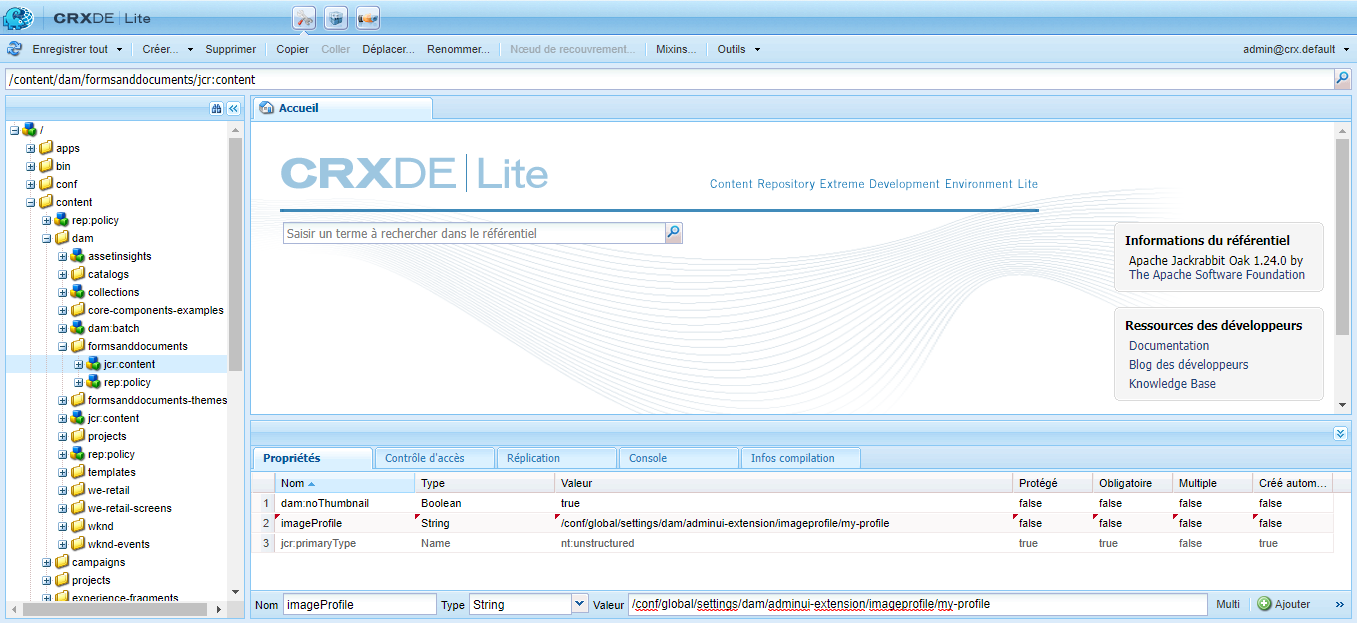 CRXDE | Lite
Enregistrer tout Créer... Supprimer Copier Coller Déplacer... Renommer... Nœud de recouvrement... Mixins... Outils admin@crx.default
/content/dam/formsanddocuments/jcr:content
/
apps
bin
conf
content
rep:policy
dam
assetinsights
catalogs
collections
core-components-examples
dam:batch
formsanddocuments
jcr:content
rep:policy
formsanddocuments-themes
jcr:content
projects
rep:policy
templates
we-retail
we-retail-screens
wknd
wknd-events
campaigns
projects
experience-fragments
Accueil
CRXDE | Lite
Content Repository Extreme Development Environment Lite
Saisir un terme à rechercher dans le référentiel
Informations du référentiel
Apache Jackrabbit Oak 1.24.0 by
The Apache Software Foundation
Ressources des développeurs
Documentation
Blog des développeurs
Knowledge Base
Propriétés Contrôle d'accès Réplication Console Infos compilation
Nom Type Valeur Protégé Obligatoire Multiple Créé autom...
1 dam:noThumbnail Boolean true false false false false
2 imageProfile String /conf/global/settings/dam/adminui-extension/imageprofile/my-profile false false false false
3 jcr:primaryType Name nt:unstructured true true false true
Nom imageProfile Type String Valeur /conf/global/settings/dam/adminui-extension/imageprofile/my-profile Multi Ajouter »